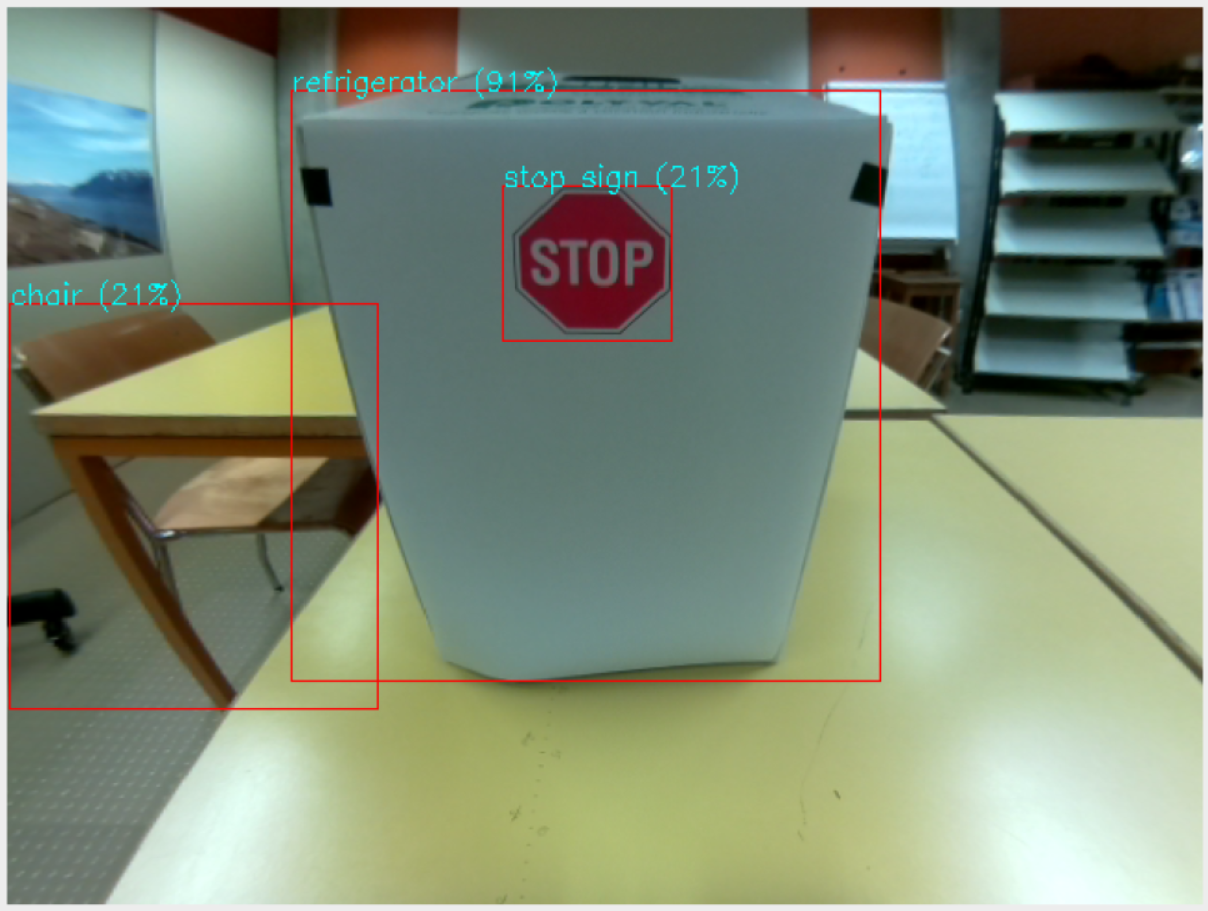 refrigerator (91%)
stop sign (21%)
STOP
chair (21%)